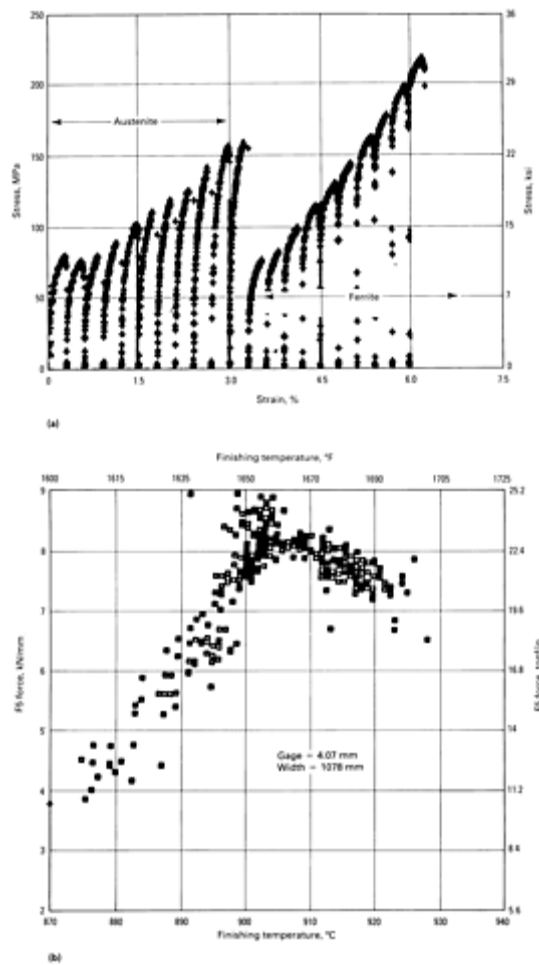 250
200
150
100
50
0
Stress, MPa
36
29
22
15
7
0
Stress, ksi
Austenite
Ferrite
0 1.5 3.0 4.5 6.0 7.5
Strain, %
(a)
Finishing temperature, °F
1600 1615 1635 1650 1670 1690 1705 1725
9
8
7
6
5
4
3
2
F5 force, kN/mm
25.2
22.4
19.6
16.8
14
11.2
8.6
5.6
F5 force,
Gage – 4.07 mm
Width – 1078 mm
870 880 890 900 910 920 930 940
Finishing temperature, °C
(b)